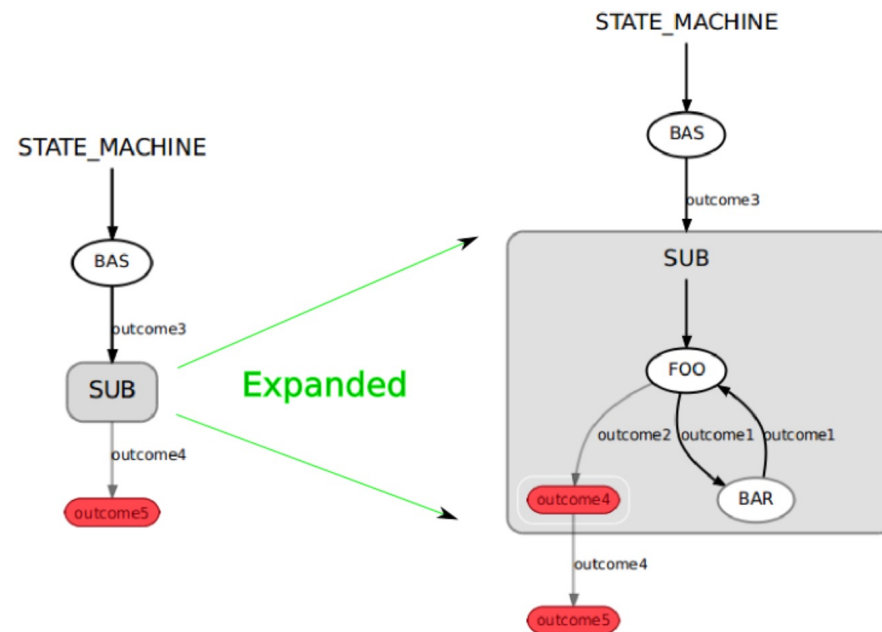 STATE_MACHINE
BAS
outcome3
SUB
outcome4
outcome5
Expanded
STATE_MACHINE
BAS
outcome3
SUB
FOO
outcome2
outcome1
outcome1
outcome4
BAR
outcome4
outcome5